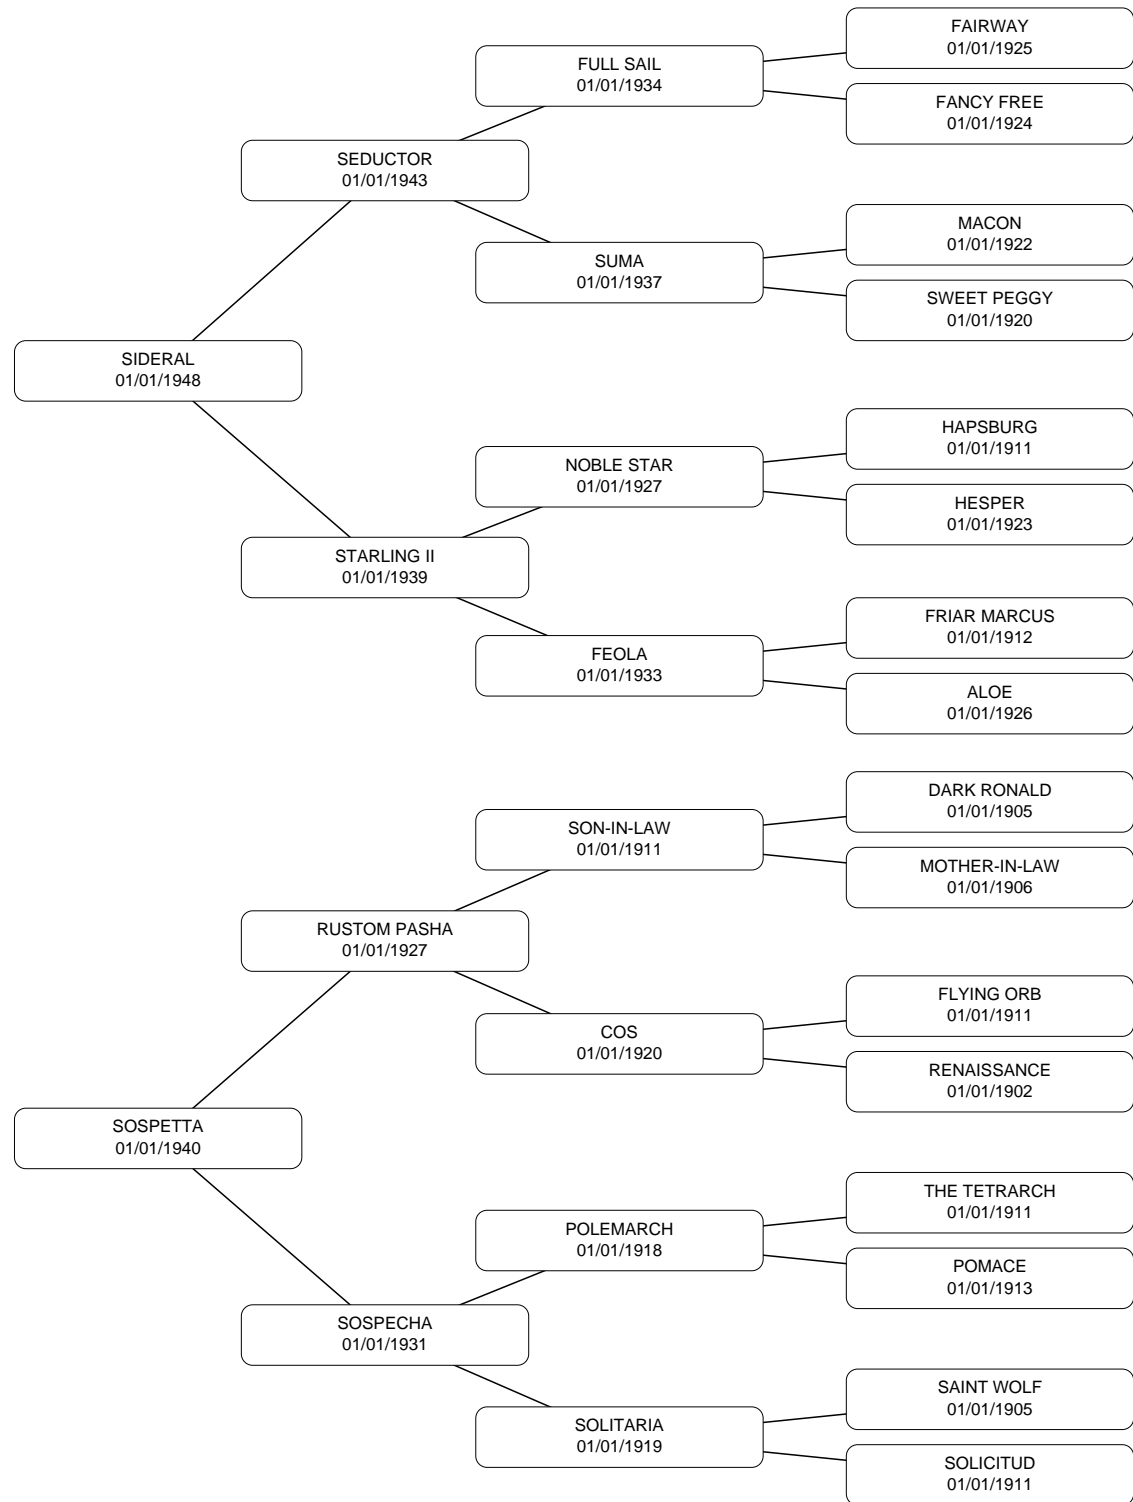 FAIRWAY
01/01/1925
FULL SAIL
01/01/1934
FANCY FREE
01/01/1924
SEDUCTOR
01/01/1943
MACON
01/01/1922
SUMA
01/01/1937
SWEET PEGGY
01/01/1920
SIDERAL
01/01/1948
HAPSBURG
01/01/1911
NOBLE STAR
01/01/1927
HESPER
01/01/1923
STARLING II
01/01/1939
FRIAR MARCUS
01/01/1912
FEOLA
01/01/1933
ALOE
01/01/1926
DARK RONALD
01/01/1905
SON-IN-LAW
01/01/1911
MOTHER-IN-LAW
01/01/1906
RUSTOM PASHA
01/01/1927
FLYING ORB
01/01/1911
COS
01/01/1920
RENAISSANCE
01/01/1902
SOSPETTA
01/01/1940
THE TETRARCH
01/01/1911
POLEMARCH
01/01/1918
POMACE
01/01/1913
SOSPECHA
01/01/1931
SAINT WOLF
01/01/1905
SOLITARIA
01/01/1919
SOLICITUD
01/01/1911